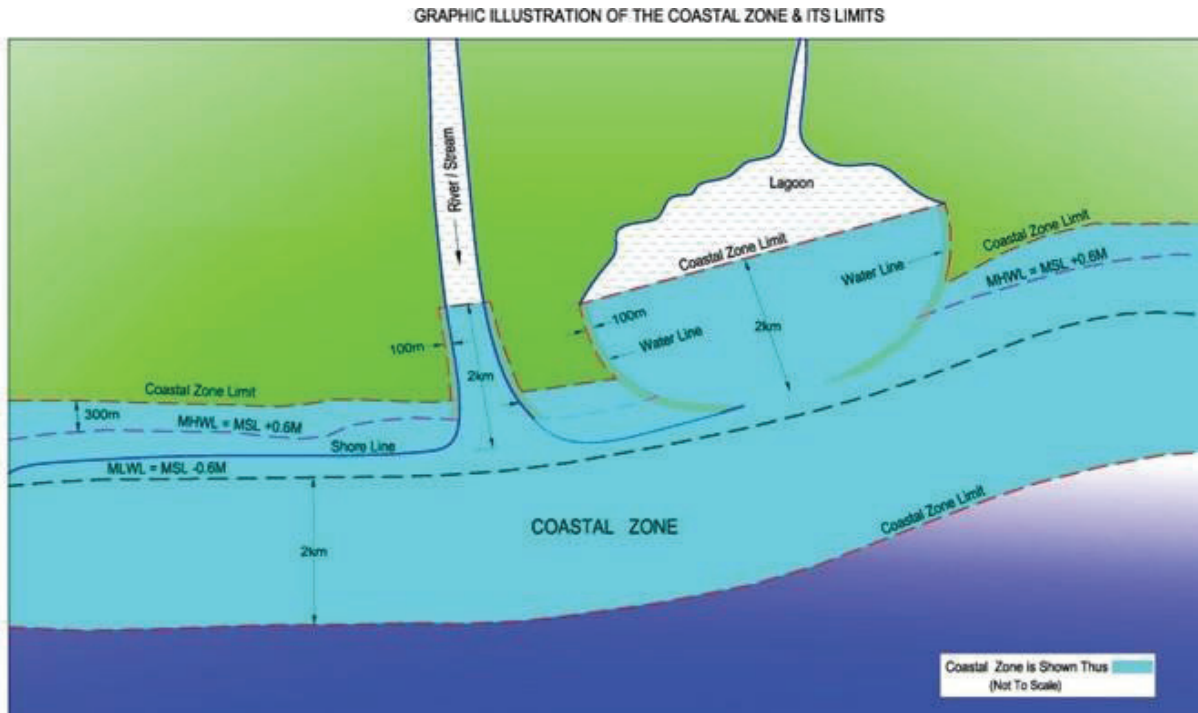 GRAPHIC ILLUSTRATION OF THE COASTAL ZONE & ITS LIMITS
River / Stream
Lagoon
Coastal Zone Limit
Coastal Zone Limit
Water Line
MHWL = MSL +0.6M
100m
Water Line
2km
100m
2km
Coastal Zone Limit
300m
MHWL = MSL +0.6M
Shore Line
MLWL = MSL -0.6M
COASTAL ZONE
Coastal Zone Limit
2km
Coastal Zone is Shown Thus
(Not To Scale)